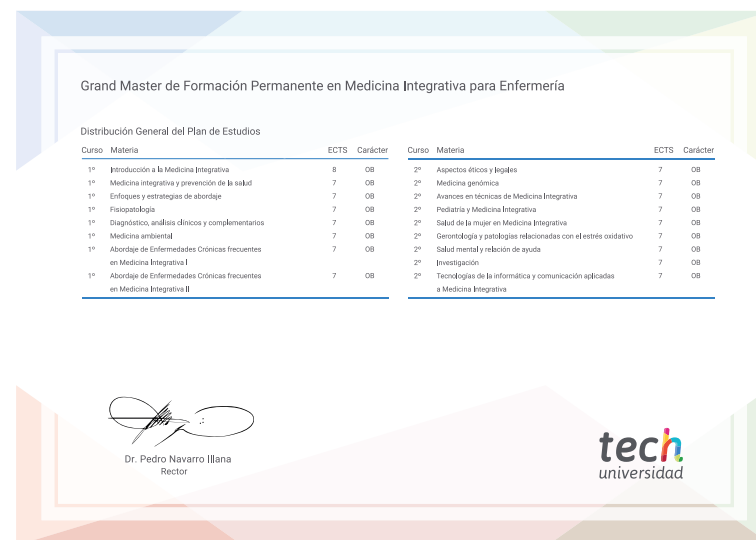 Grand Master de Formación Permanente en Medicina Integrativa para Enfermería
Distribución General del Plan de Estudios
Curso Materia ECTS Carácter
1º Introducción a la Medicina Integrativa 8 OB
1º Medicina integrativa y prevención de la salud 7 OB
1º Enfoques y estrategias de abordaje 7 OB
1º Fisiopatología 7 OB
1º Diagnóstico, análisis clínicos y complementarios 7 OB
1º Medicina ambiental 7 OB
1º Abordaje de Enfermedades Crónicas frecuentes 7 OB
en Medicina Integrativa I
1º Abordaje de Enfermedades Crónicas frecuentes 7 OB
en Medicina Integrativa II
Curso Materia ECTS Carácter
2º Aspectos éticos y legales 7 OB
2º Medicina genómica 7 OB
2º Avances en técnicas de Medicina Integrativa 7 OB
2º Pediatría y Medicina Integrativa 7 OB
2º Salud de la mujer en Medicina Integrativa 7 OB
2º Gerontología y patologías relacionadas con el estrés oxidativo 7 OB
2º Salud mental y relación de ayuda 7 OB
2º Investigación 7 OB
2º Tecnologías de la informática y comunicación aplicadas 7 OB
a Medicina Integrativa
Dr. Pedro Navarro Illana
Rector
tech
universidad